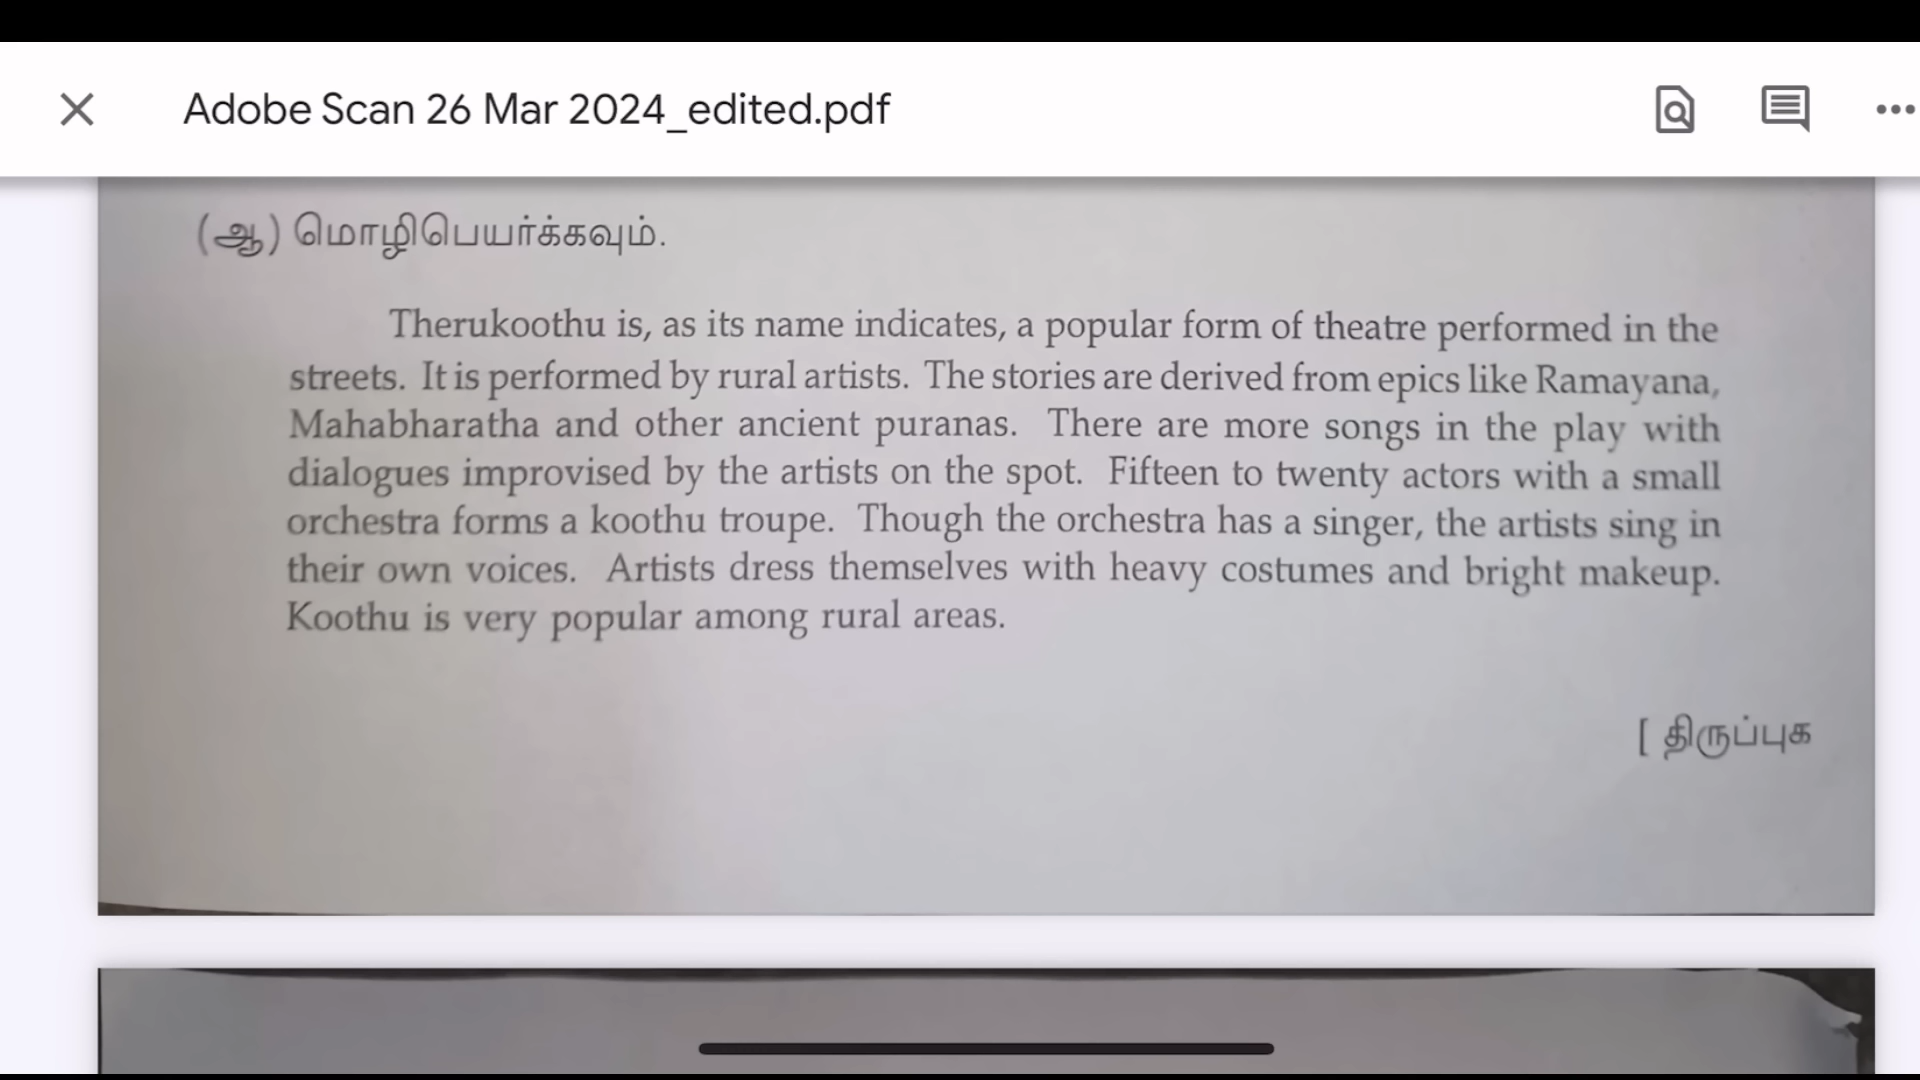 Adobe Scan 26 Mar 2024_edited.pdf
(ஆ) மொழிபெயர்க்கவும்.
Therukoothu is, as its name indicates, a popular form of theatre performed in the
streets. It is performed by rural artists. The stories are derived from epics like Ramayana,
Mahabharatha and other ancient puranas. There are more songs in the play with
dialogues improvised by the artists on the spot. Fifteen to twenty actors with a small
orchestra forms a koothu troupe. Though the orchestra has a singer, the artists sing in
their own voices. Artists dress themselves with heavy costumes and bright makeup.
Koothu is very popular among rural areas.
[ திருப்புக